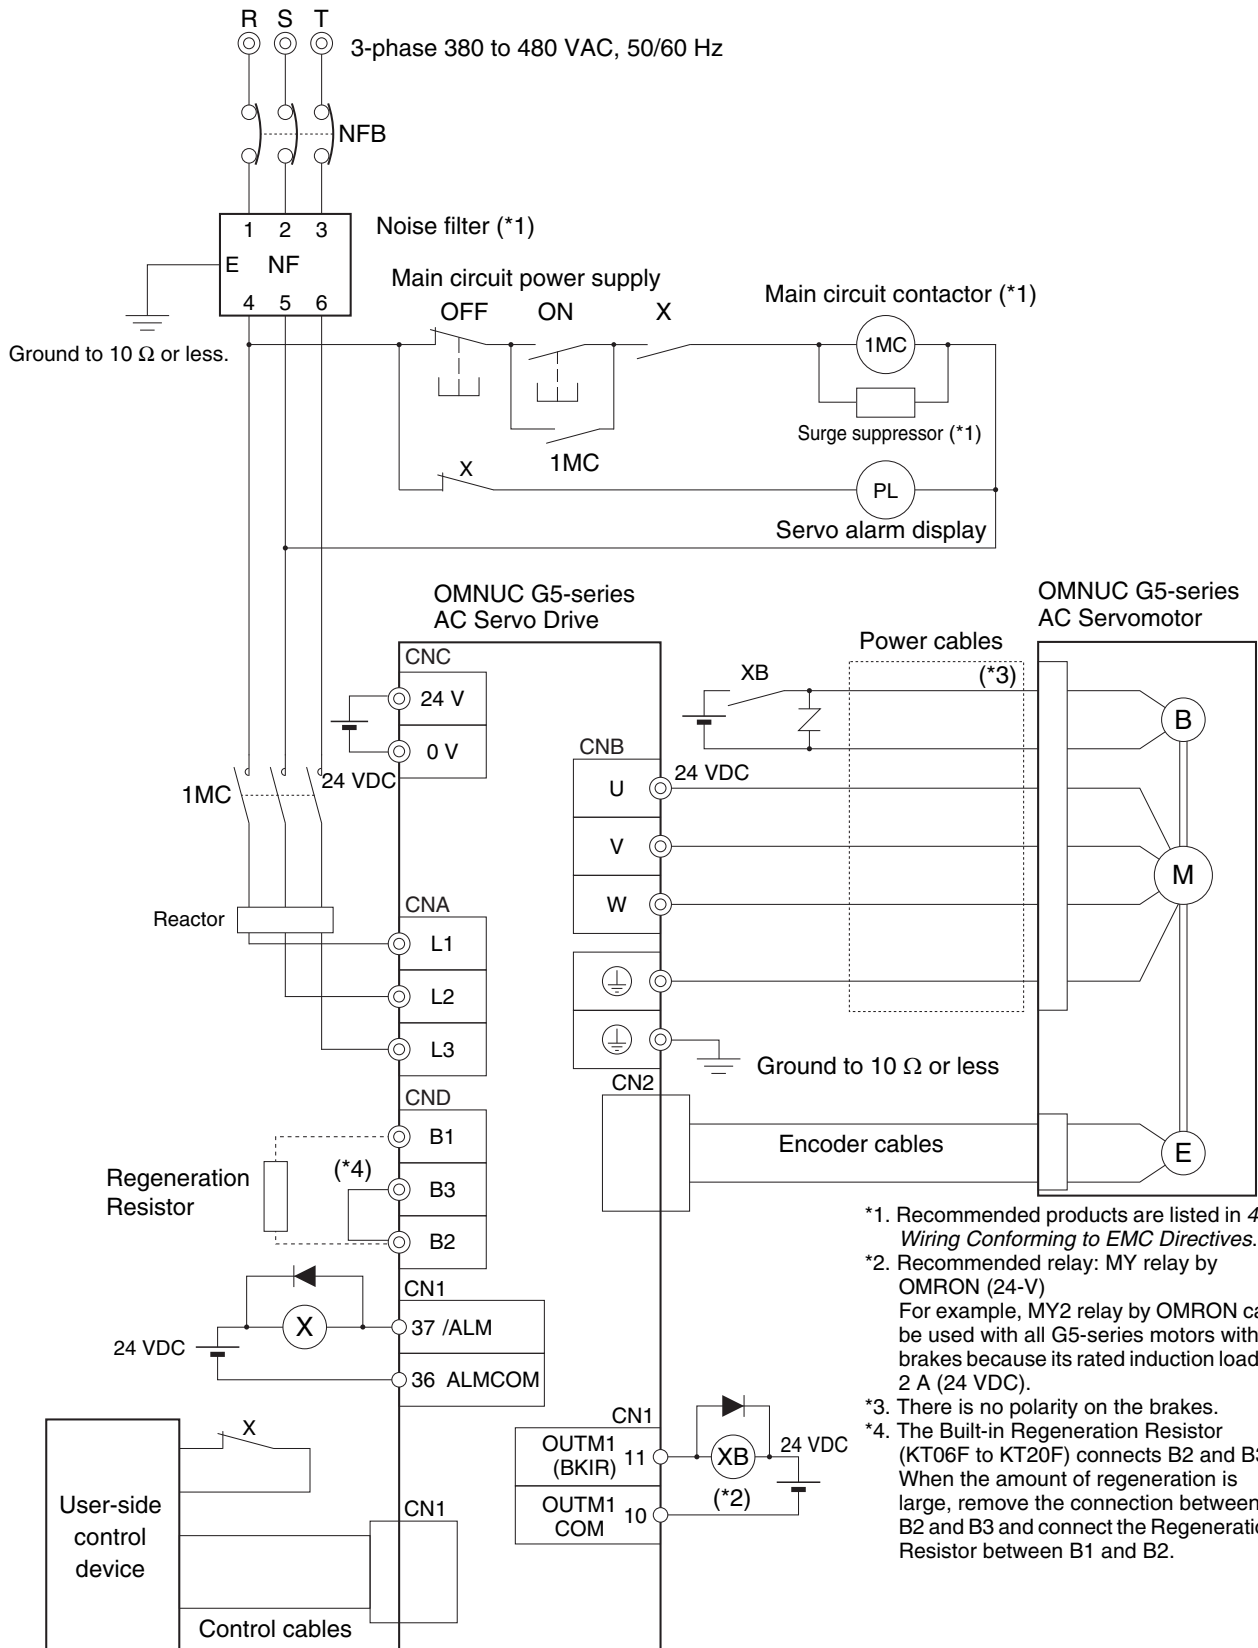 R S T
3-phase 380 to 480 VAC, 50/60 Hz
NFB
1 2 3
Noise filter (*1)
E NF
4 5 6
Ground to 10 Ω or less.
Main circuit power supply
OFF ON X
Main circuit contactor (*1)
1MC
Surge suppressor (*1)
1MC
X
PL
Servo alarm display
OMNUC G5-series
AC Servo Drive
OMNUC G5-series
AC Servomotor
CNC
24 V
0 V
24 VDC
1MC
Reactor
CNA
L1
L2
L3
CND
B1
B3
B2
(*4)
Regeneration
Resistor
CN1
37 /ALM
36 ALMCOM
X
24 VDC
X
User-side
control
device
CN1
Control cables
Power cables
(*3)
XB
24 VDC
CNB
U
V
W
B
M
E
Ground to 10 Ω or less
CN2
Encoder cables
CN1
OUTM1
(BKIR)
11
OUTM1
COM
10
XB
(*2)
24 VDC
*1. Recommended products are listed in 4
Wiring Conforming to EMC Directives.
*2. Recommended relay: MY relay by
OMRON (24-V)
For example, MY2 relay by OMRON ca
be used with all G5-series motors with
brakes because its rated induction load
2 A (24 VDC).
*3. There is no polarity on the brakes.
*4. The Built-in Regeneration Resistor
(KT06F to KT20F) connects B2 and B3
When the amount of regeneration is
large, remove the connection between
B2 and B3 and connect the Regeneratio
Resistor between B1 and B2.